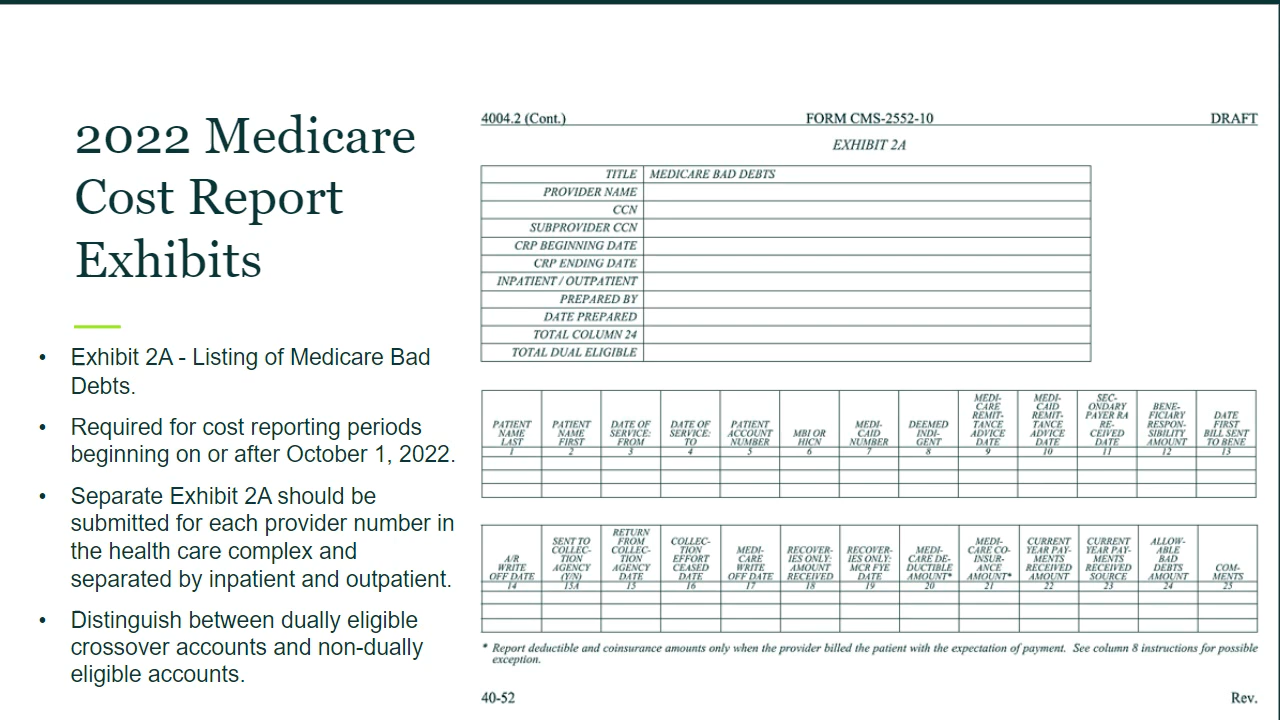 2022 Medicare
Cost Report
Exhibits
• Exhibit 2A - Listing of Medicare Bad
Debts.
• Required for cost reporting periods
beginning on or after October 1, 2022.
• Separate Exhibit 2A should be
submitted for each provider number in
the health care complex and
separated by inpatient and outpatient.
• Distinguish between dually eligible
crossover accounts and non-dually
eligible accounts.
4004.2 (Cont.) FORM CMS-2552-10 DRAFT
EXHIBIT 2A
TITLE MEDICARE BAD DEBTS
PROVIDER NAME
CCN
SUBPROVIDER CCN
CRP BEGINNING DATE
CRP ENDING DATE
INPATIENT / OUTPATIENT
PREPARED BY
DATE PREPARED
TOTAL COLUMN 24
TOTAL DUAL ELIGIBLE
PATIENT
NAME
LAST
1
PATIENT
NAME
FIRST
2
DATE OF
SERVICE:
FROM
3
DATE OF
SERVICE:
TO
4
PATIENT
ACCOUNT
NUMBER
5
MBI OR
HICN
6
MEDI-
CAID
NUMBER
7
DEEMED
INDI-
GENT
8
MEDI-
CARE
REMIT-
TANCE
ADVICE
DATE
9
MEDI-
CAID
REMIT-
TANCE
ADVICE
DATE
10
SEC-
ONDARY
PAYER RA
RE-
CEIVED
DATE
11
BENE-
FICIARY
RESPON-
SIBILITY
AMOUNT
12
DATE
FIRST
BILL SENT
TO BENE
13
A/R
WRITE
OFF DATE
14
SENT TO
COLLEC-
TION
AGENCY
(Y/N)
15A
RETURN
FROM
COLLEC-
TION
AGENCY
DATE
15
COLLEC-
TION
EFFORT
CEASED
DATE
16
MEDI-
CARE
WRITE
OFF DATE
17
RECOVER-
IES ONLY:
AMOUNT
RECEIVED
18
RECOVER-
IES ONLY:
MCR FYE
DATE
19
MEDI-
CARE DE-
DUCTIBLE
AMOUNT*
20
MEDI-
CARE CO-
INSUR-
ANCE
AMOUNT*
21
CURRENT
YEAR PAY-
MENTS
RECEIVED
AMOUNT
22
CURRENT
YEAR PAY-
MENTS
RECEIVED
SOURCE
23
ALLOW-
ABLE
BAD
DEBTS
AMOUNT
24
COM-
MENTS
25
* Report deductible and coinsurance amounts only when the provider billed the patient with the expectation of payment. See column 8 instructions for possible
exception.
40-52 Rev.